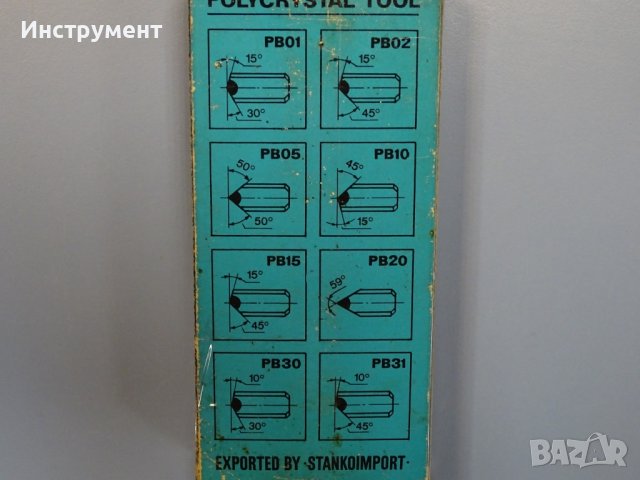 Инструмент
POLYCRYSTAL TOOL
PB01
15°
30°
PB02
15°
45°
PB05
50°
50°
PB10
45°
15°
PB15
15°
45°
PB20
59°
PB30
10°
30°
PB31
10°
45°
EXPORTED BY ·STANKOIMPORT·
BAZAR